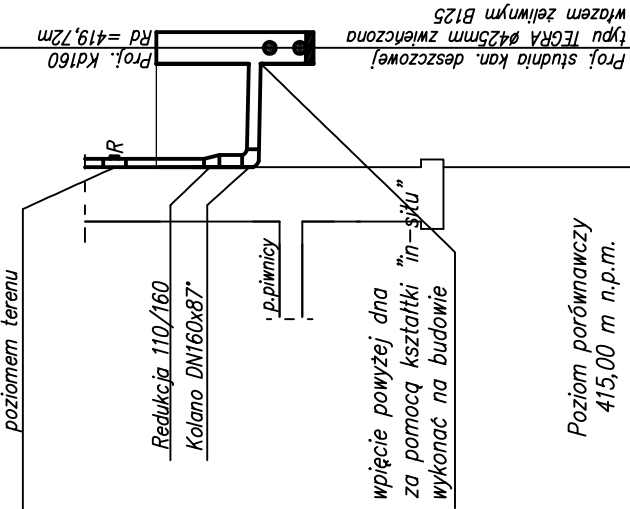 Proj. studnia kan. deszczowej
typu TEGRA ø425mm zwieńczona
włazem żeliwnym B125
Proj. Kd160
Rd =419,72m
R
poziomem terenu
Redukcja 110/160
Kolano DN160x87°
p.piwnicy
wpięcie powyżej dna
za pomocą kształtki "in-situ"
wykonać na budowie
Poziom porównawczy
415,00 m n.p.m.